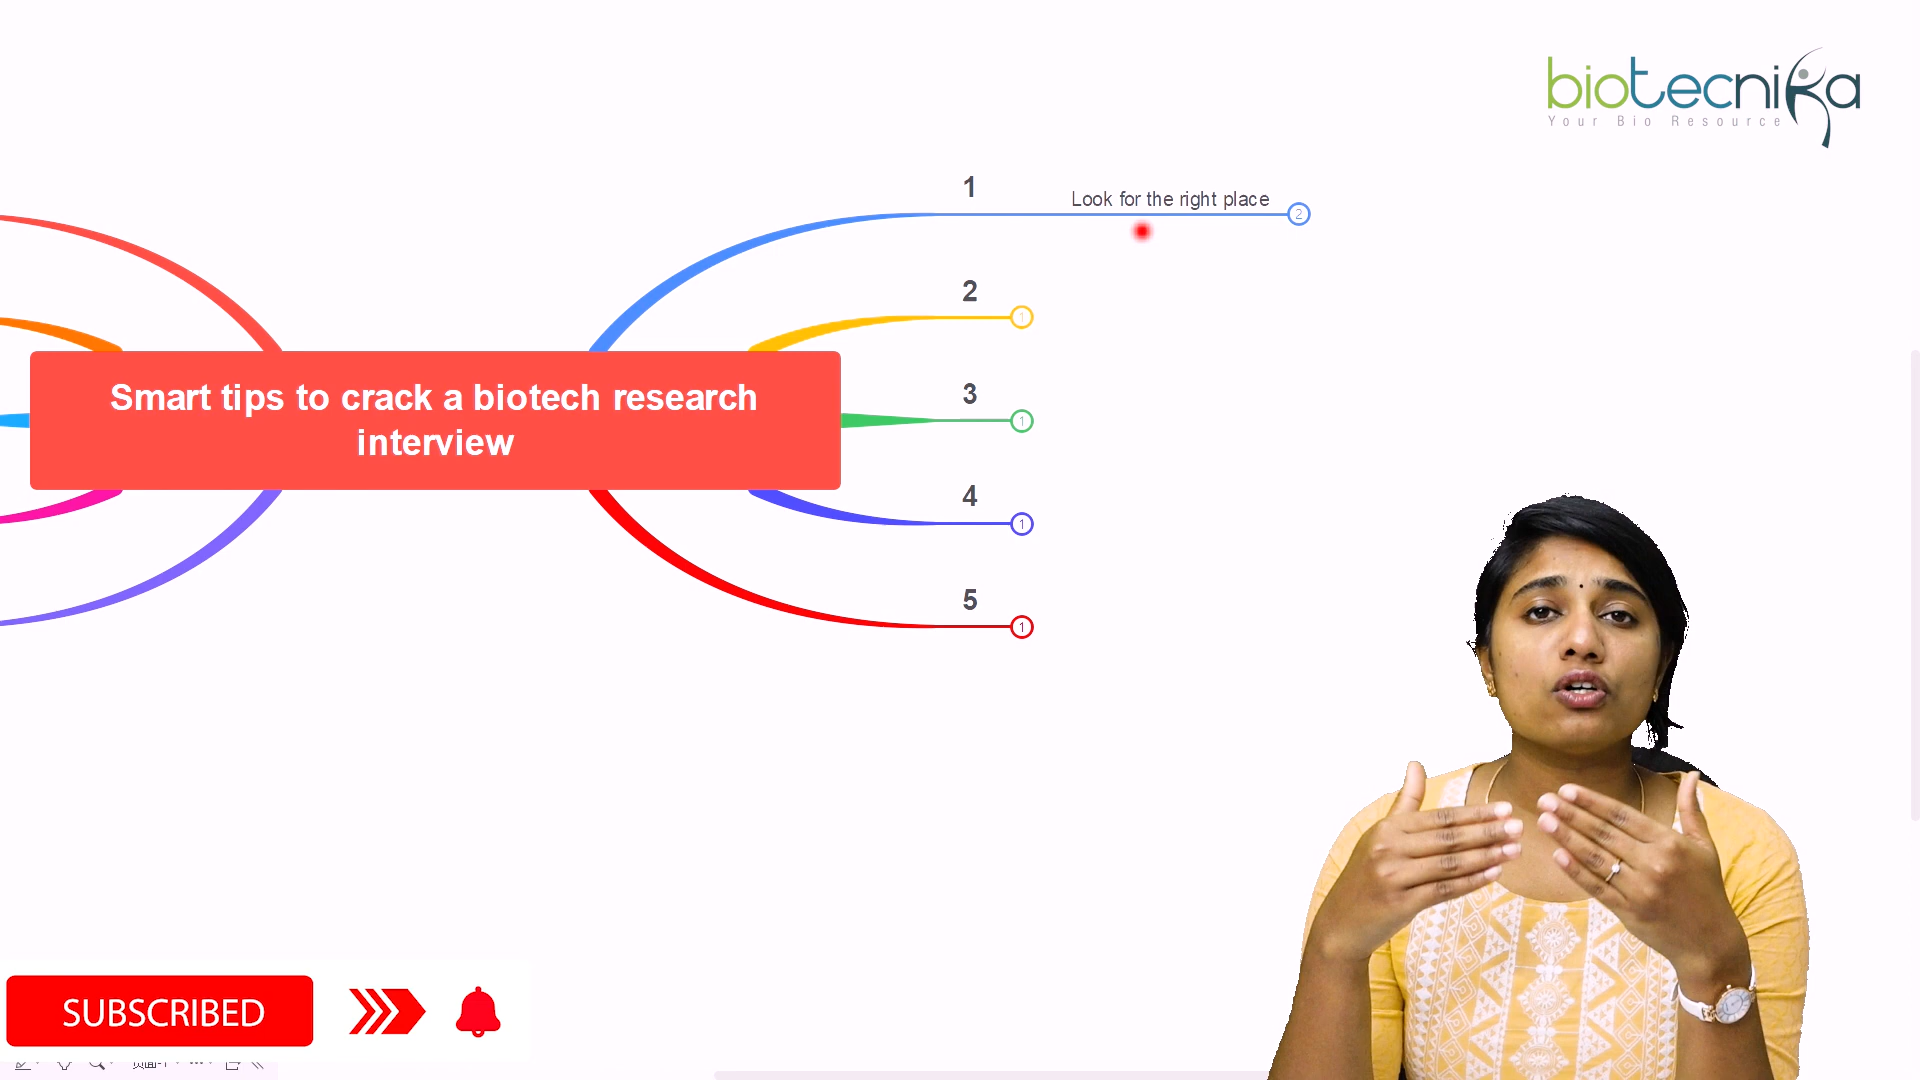 biotecnika
Your Bio Resource
1
Look for the right place
2
2
1
3
1
Smart tips to crack a biotech research
interview
4
1
5
1
SUBSCRIBED